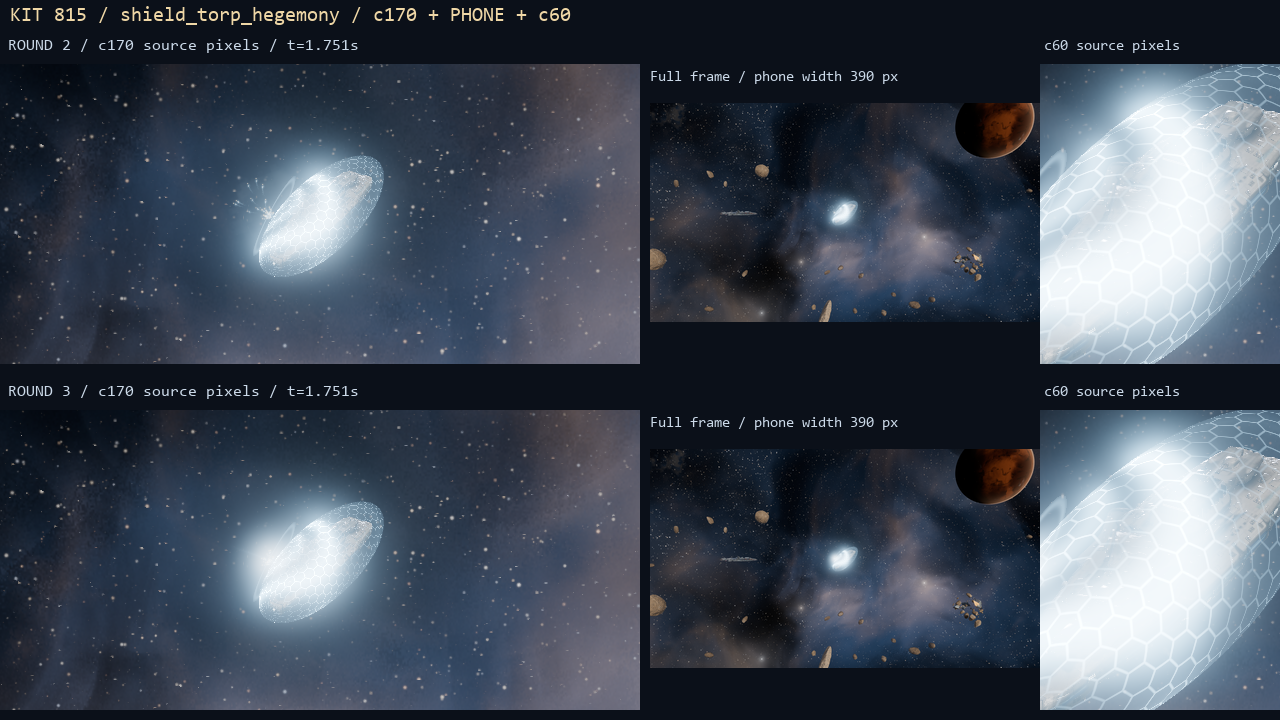 KIT 815 / shield_torp_hegemony / c170 + PHONE + c60
ROUND 2 / c170 source pixels / t=1.751s
c60 source pixels
Full frame / phone width 390 px
ROUND 3 / c170 source pixels / t=1.751s
c60 source pixels
Full frame / phone width 390 px